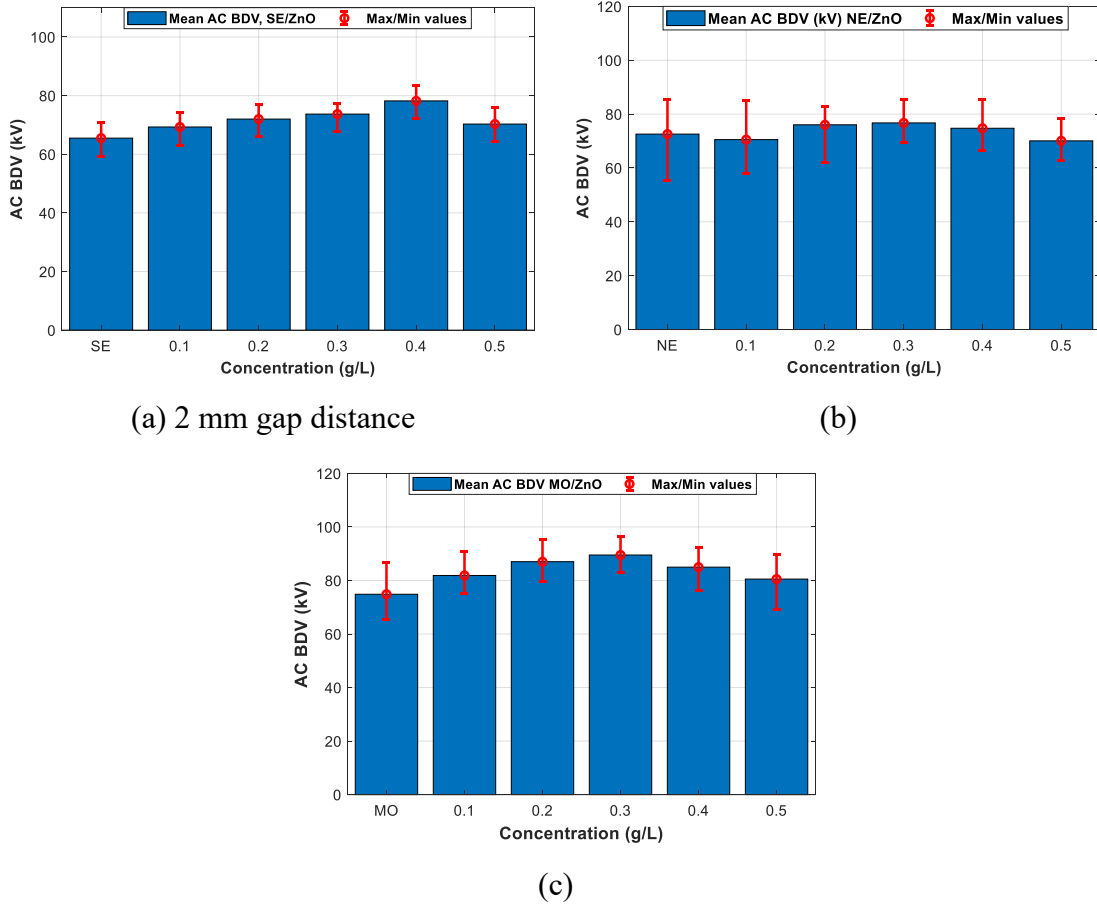 Mean AC BDV, SE/ZnO Max/Min values
100
80
60
40
20
0
AC BDV (kV)
SE 0.1 0.2 0.3 0.4 0.5
Concentration (g/L)
(a) 2 mm gap distance
Mean AC BDV (kV) NE/ZnO Max/Min values
120
100
80
60
40
20
0
AC BDV (kV)
NE 0.1 0.2 0.3 0.4 0.5
Concentration (g/L)
(b)
Mean AC BDV MO/ZnO Max/Min values
120
100
80
60
40
20
0
AC BDV (kV)
MO 0.1 0.2 0.3 0.4 0.5
Concentration (g/L)
(c)